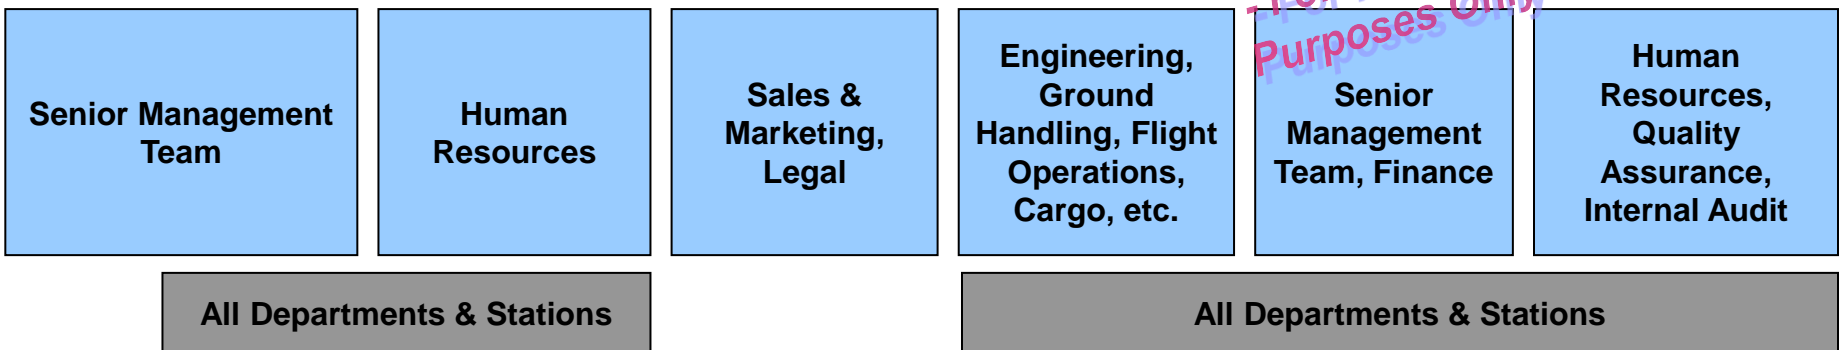 Purposes Only
Senior Management
Team
Human
Resources
Sales &
Marketing,
Legal
Engineering,
Ground
Handling, Flight
Operations,
Cargo, etc.
Senior
Management
Team, Finance
Human
Resources,
Quality
Assurance,
Internal Audit
All Departments & Stations
All Departments & Stations